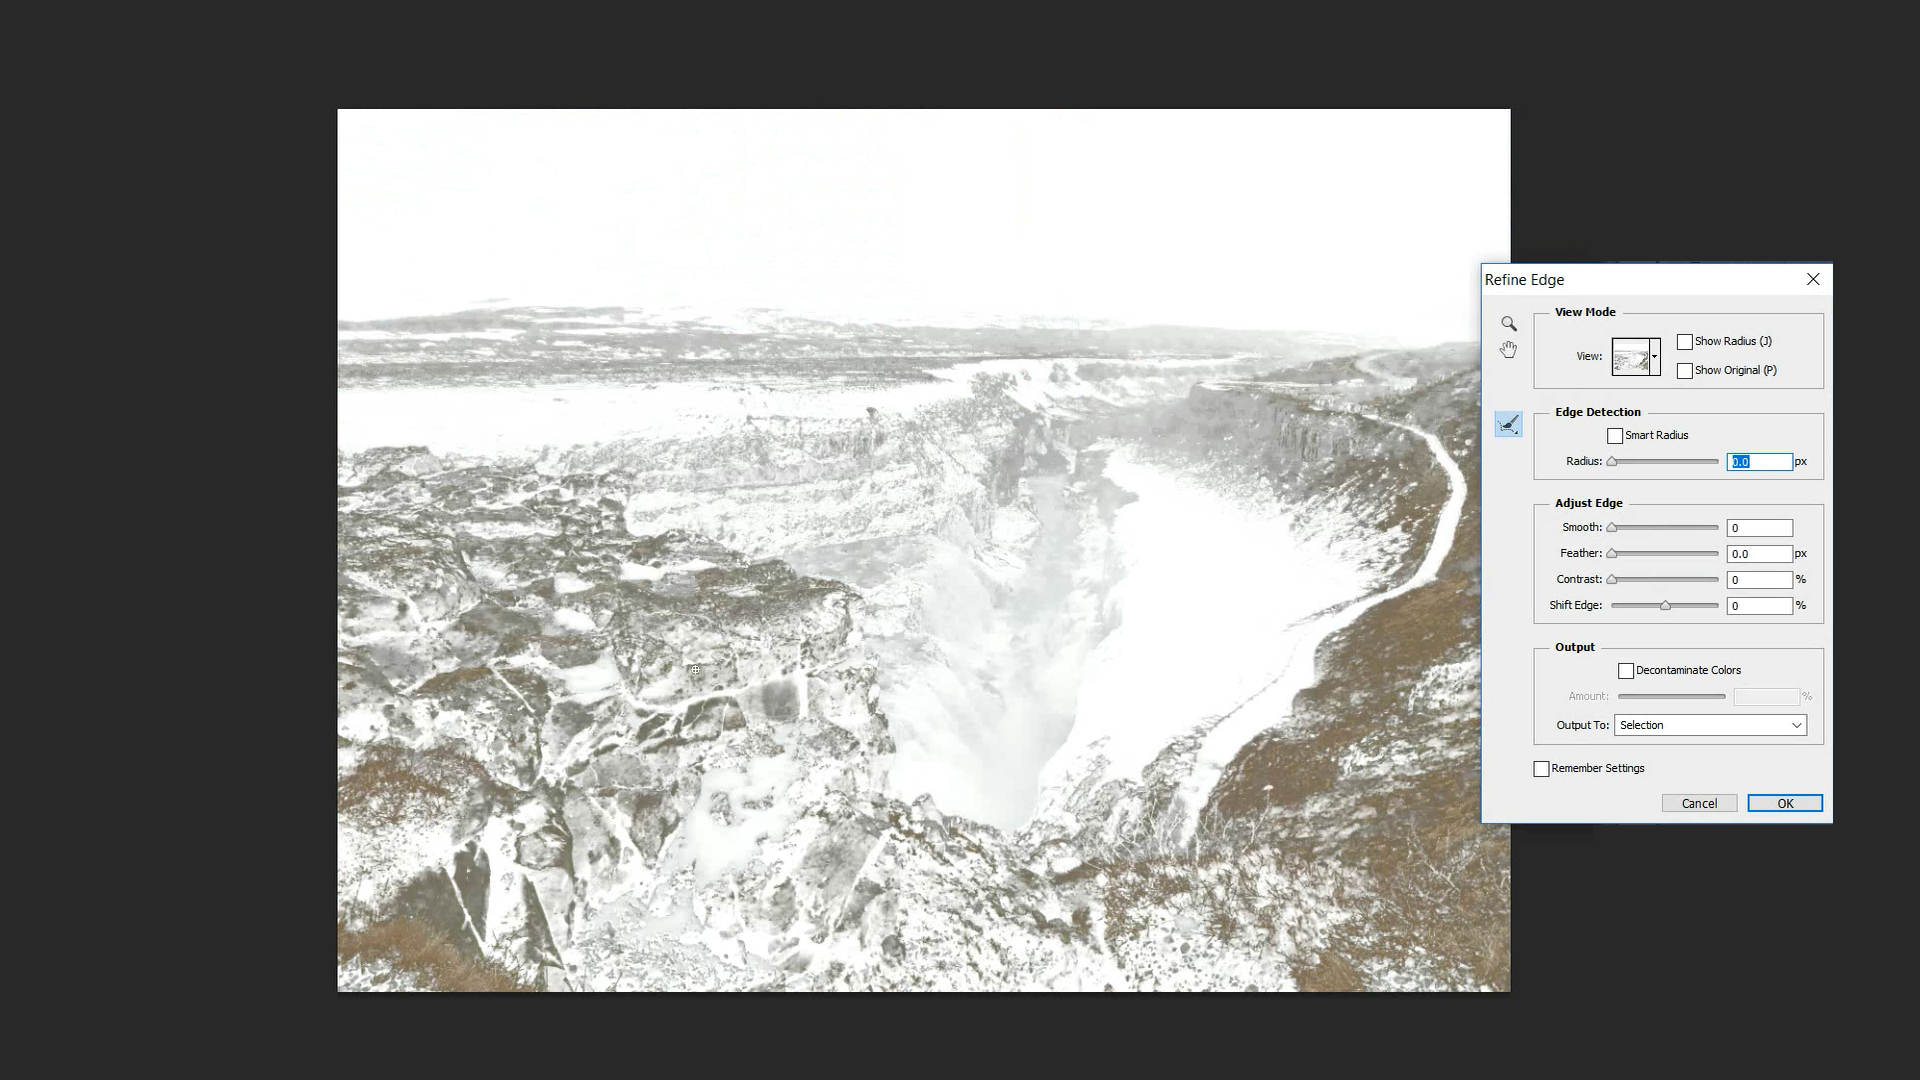 Refine Edge
View Mode
View:
Show Radius (J)
Show Original (P)
Edge Detection
Smart Radius
Radius: 0.0 px
Adjust Edge
Smooth: 0
Feather: 0.0 px
Contrast: 0 %
Shift Edge: 0 %
Output
Decontaminate Colors
Amount: %
Output To: Selection
Remember Settings
Cancel OK